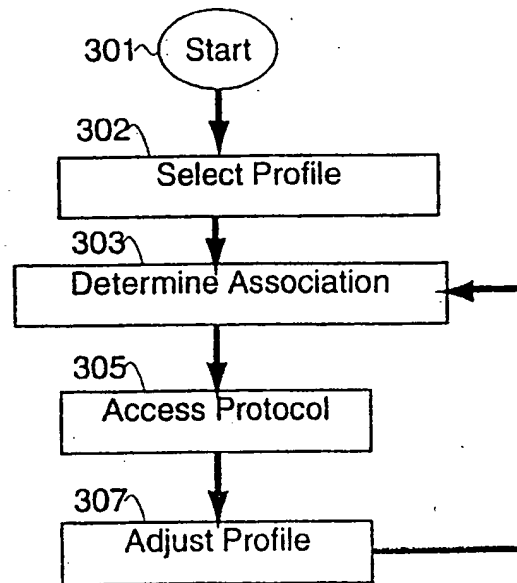 301 Start
302
Select Profile
303
Determine Association
305
Access Protocol
307
Adjust Profile